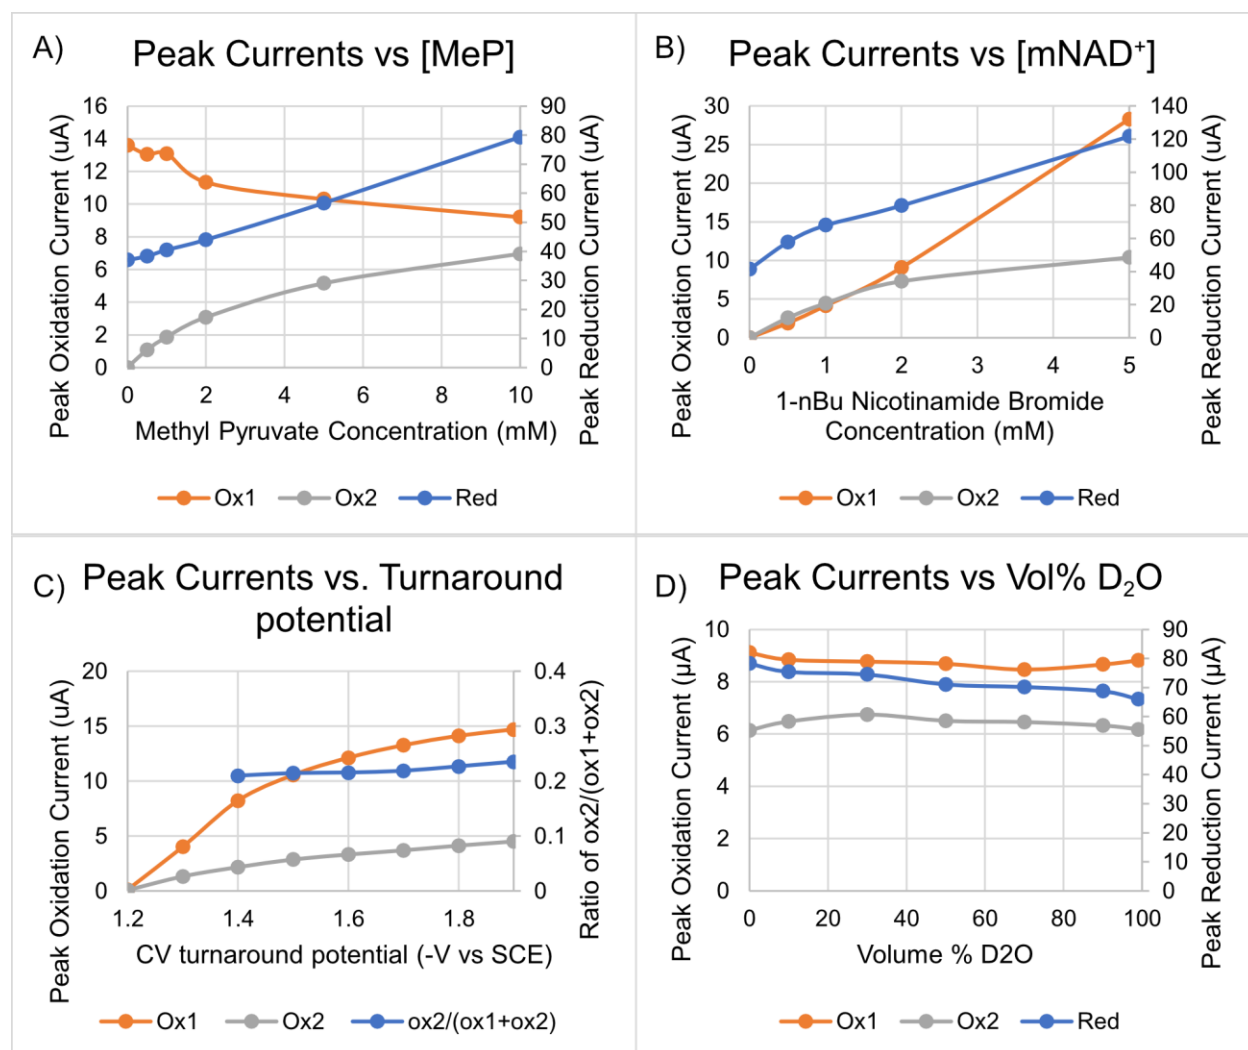 A) Peak Currents vs [MeP]
Peak Oxidation Current (uA)
16
14
12
10
8
6
4
2
0
90
80
70
60
50
40
30
20
10
0
Peak Reduction Current (uA)
0 2 4 6 8 10
Methyl Pyruvate Concentration (mM)
Ox1 Ox2 Red
B) Peak Currents vs [mNAD⁺]
Peak Oxidation Current (uA)
30
25
20
15
10
5
0
140
120
100
80
60
40
20
0
Peak Reduction Current (uA)
0 1 2 3 4 5
1-nBu Nicotinamide Bromide
Concentration (mM)
Ox1 Ox2 Red
C) Peak Currents vs. Turnaround
potential
Peak Oxidation Current (uA)
20
15
10
5
0
0.4
0.3
0.2
0.1
0
Ratio of ox2/(ox1+ox2)
1.2 1.4 1.6 1.8
CV turnaround potential (-V vs SCE)
Ox1 Ox2 ox2/(ox1+ox2)
D) Peak Currents vs Vol% D₂O
Peak Oxidation Current (µA)
10
8
6
4
2
0
90
80
70
60
50
40
30
20
10
0
Peak Reduction Current (µA)
0 20 40 60 80 100
Volume % D2O
Ox1 Ox2 Red